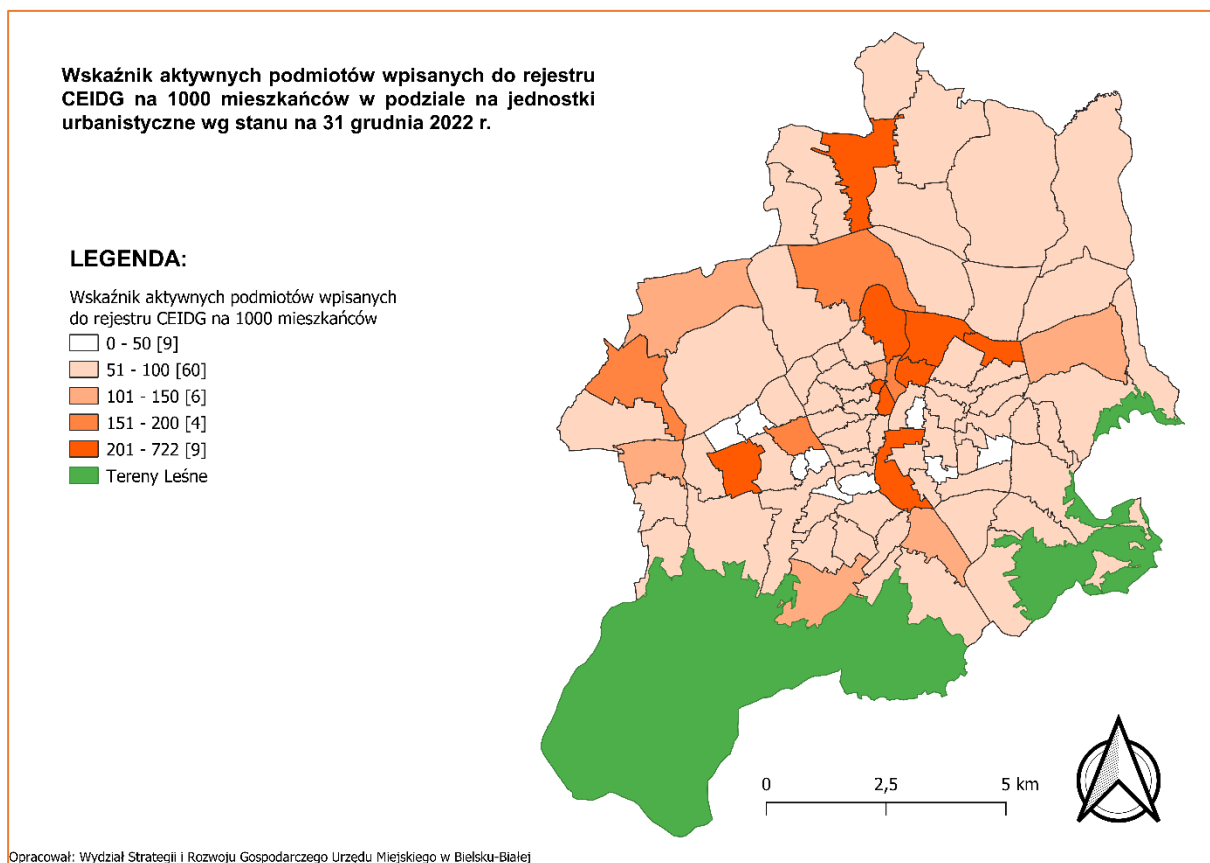 Wskaźnik aktywnych podmiotów wpisanych do rejestru
CEIDG na 1000 mieszkańców w podziale na jednostki
urbanistyczne wg stanu na 31 grudnia 2022 r.
LEGENDA:
Wskaźnik aktywnych podmiotów wpisanych
do rejestru CEIDG na 1000 mieszkańców
0 - 50 [9]
51 - 100 [60]
101 - 150 [6]
151 - 200 [4]
201 - 722 [9]
Tereny Leśne
0 2,5 5 km
Opracował: Wydział Strategii i Rozwoju Gospodarczego Urzędu Miejskiego w Bielsku-Białej